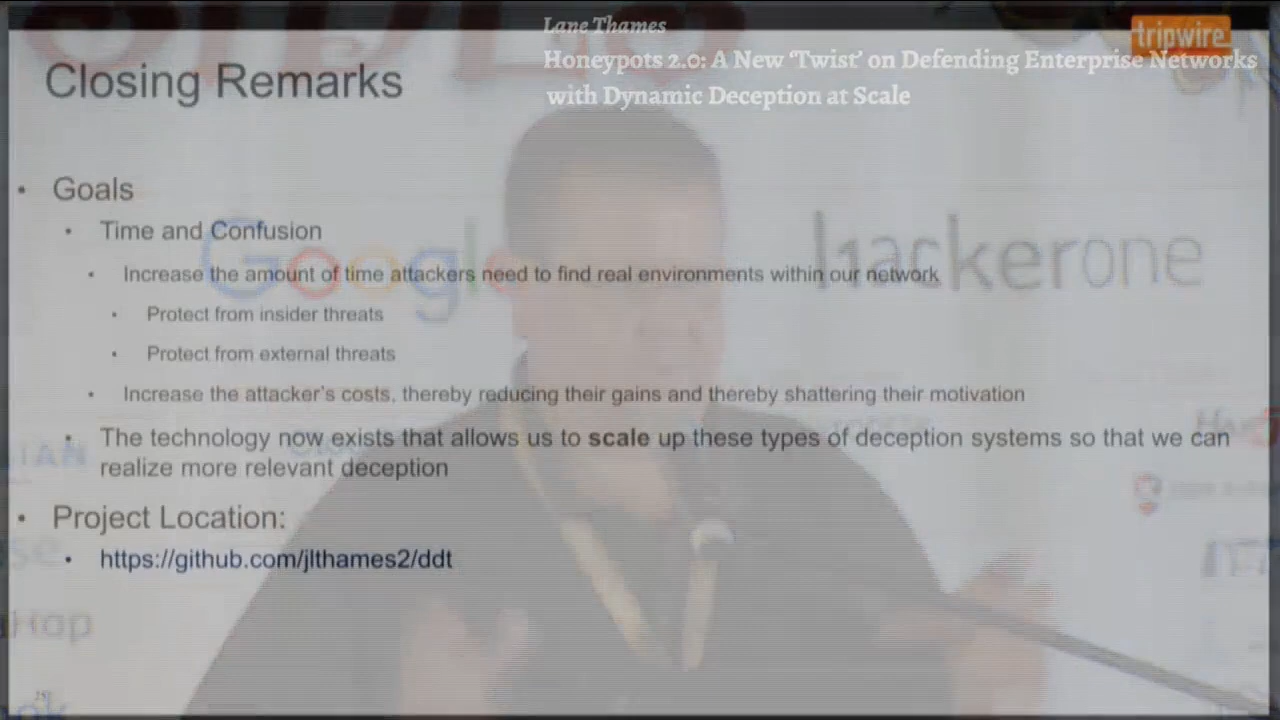 Lane Thames
Honeypots 2.0: A New ‘Twist’ on Defending Enterprise Networks
with Dynamic Deception at Scale
tripwire
Closing Remarks
• Goals
• Time and Confusion
• Increase the amount of time attackers need to find real environments within our network
• Protect from insider threats
• Protect from external threats
• Increase the attacker's costs, thereby reducing their gains and thereby shattering their motivation
• The technology now exists that allows us to scale up these types of deception systems so that we can
realize more relevant deception
• Project Location:
• https://github.com/jlthames2/ddt
Google
hackerone